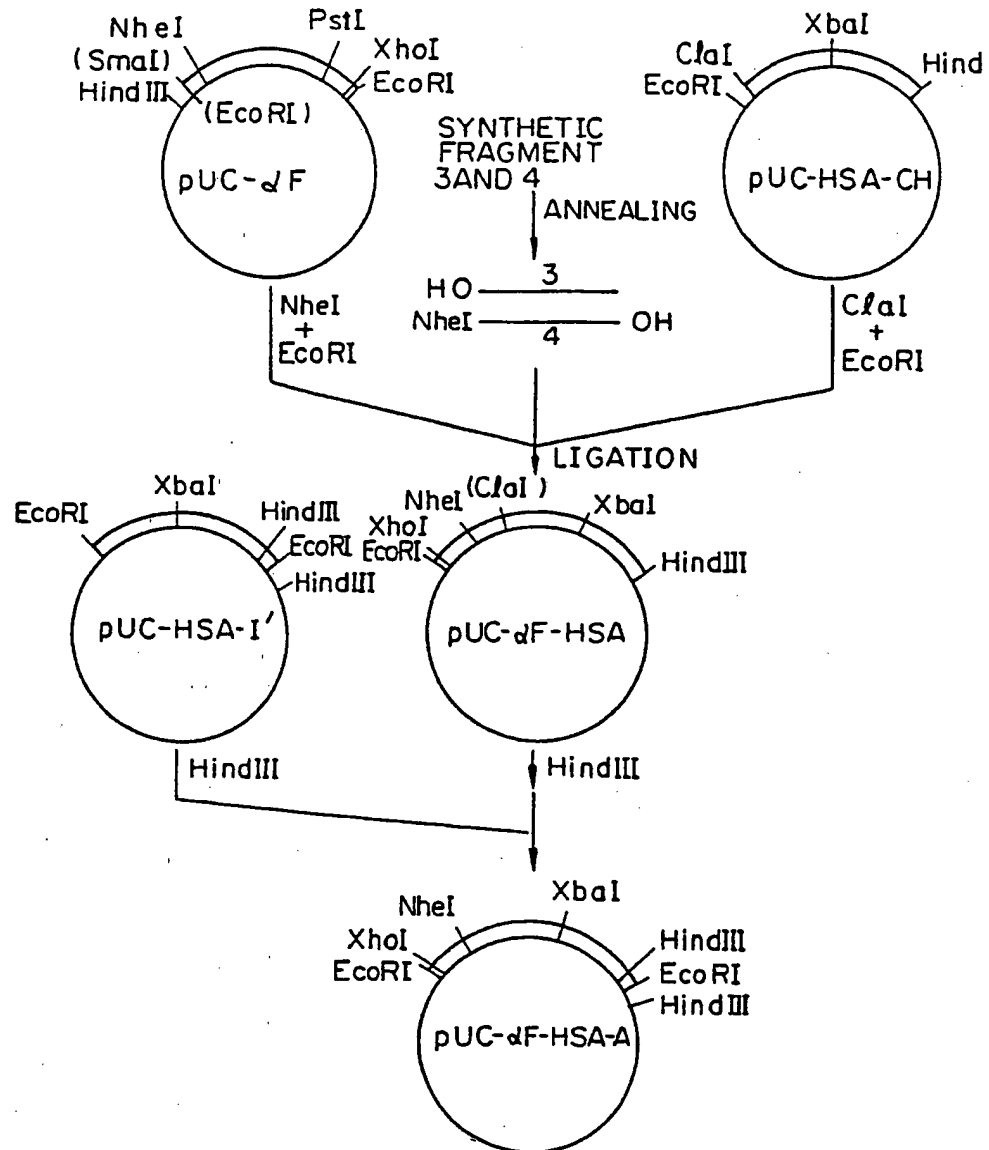 NheI
(SmaI)
HindIII
(EcoRI)
PstI
XhoI
EcoRI
pUC-αF
SYNTHETIC
FRAGMENT
3AND 4
ANNEALING
HO
3
NheI
4
OH
ClaI
EcoRI
XbaI
Hind
pUC-HSA-CH
NheI
+
EcoRI
ClaI
+
EcoRI
LIGATION
EcoRI
XbaI'
HindIII
EcoRI
HindIII
pUC-HSA-I'
HindIII
NheI
(ClaI)
XhoI
EcoRI
XbaI
HindIII
pUC-αF-HSA
HindIII
NheI
XbaI
XhoI
EcoRI
HindIII
EcoRI
HindIII
pUC-αF-HSA-A